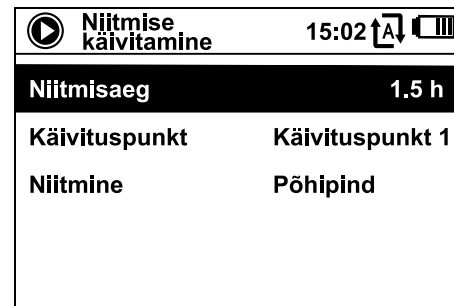 Niitmise
käivitamine
15:02 A
Niitmisaeg 1.5 h
Käivituspunkt Käivituspunkt 1
Niitmine Põhipind